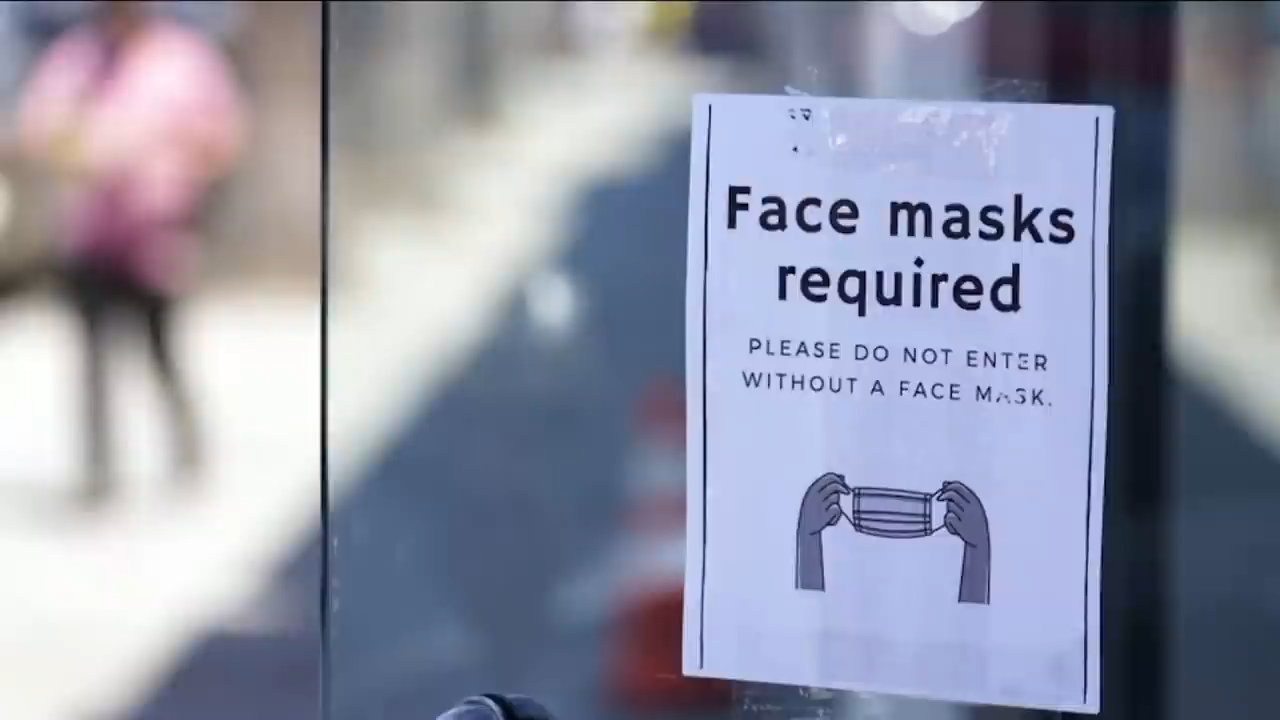 Face masks
required
PLEASE DO NOT ENTER
WITHOUT A FACE MASK.